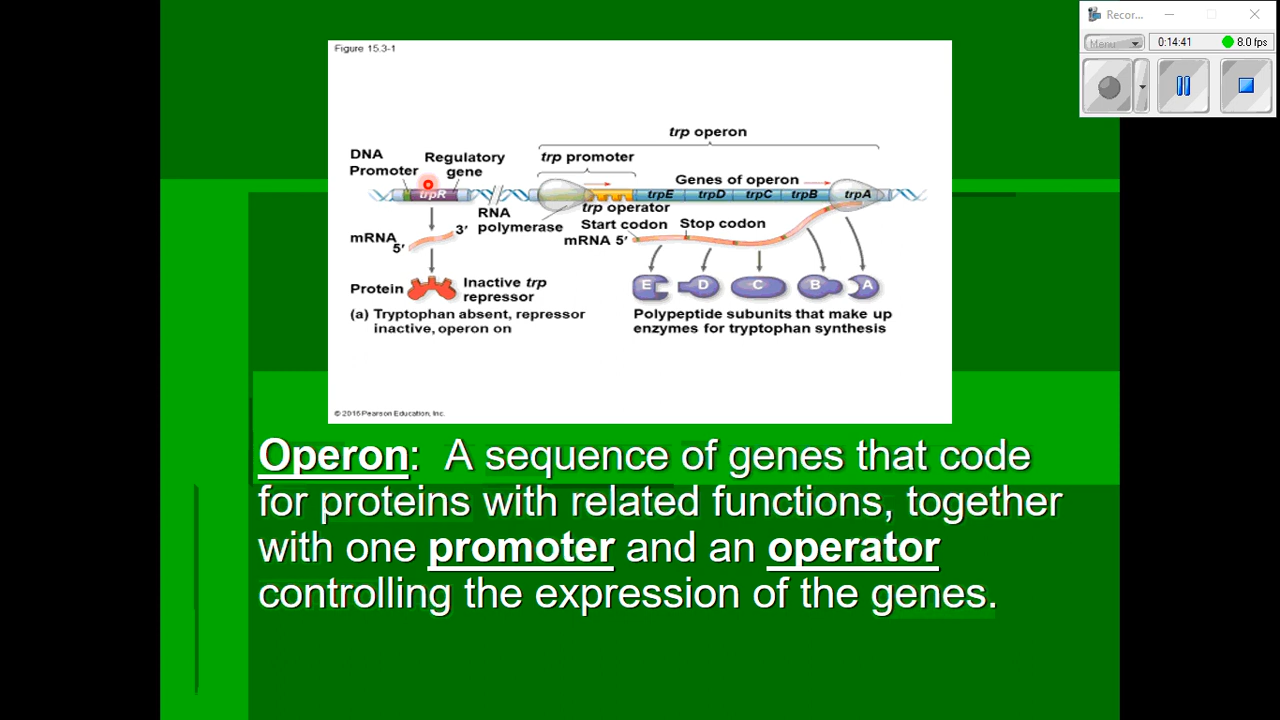 Recor...
Menu
0:14:41
8.0 fps
Figure 15.3-1
trp operon
DNA
Promoter
Regulatory
gene
trp promoter
Genes of operon
trpR
trpE
trpD
trpC
trpB
trpA
RNA
polymerase
trp operator
Start codon
Stop codon
mRNA
5′
3′
mRNA 5′
Protein
Inactive trp
repressor
E
D
C
B
A
(a) Tryptophan absent, repressor
inactive, operon on
Polypeptide subunits that make up
enzymes for tryptophan synthesis
© 2016 Pearson Education, Inc.
Operon: A sequence of genes that code
for proteins with related functions, together
with one promoter and an operator
controlling the expression of the genes.